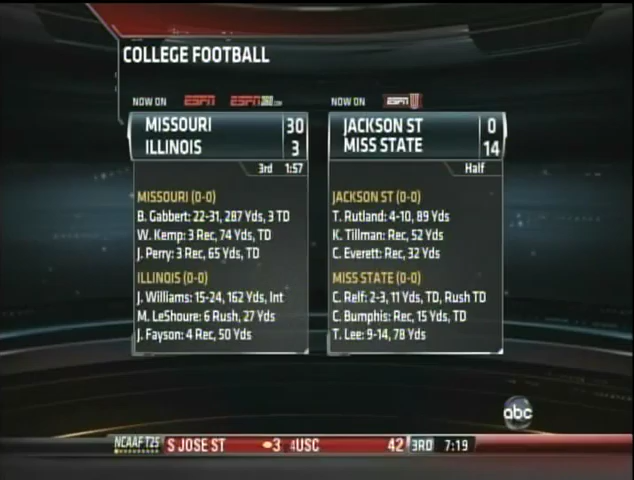 COLLEGE FOOTBALL
NOW ON ESPN ESPN360.com
MISSOURI 30
ILLINOIS 3
3rd 1:57
MISSOURI (0-0)
B. Gabbert: 22-31, 287 Yds, 3 TD
W. Kemp: 3 Rec, 74 Yds, TD
J. Perry: 3 Rec, 65 Yds, TD
ILLINOIS (0-0)
J. Williams: 15-24, 162 Yds, Int
M. LeShoure: 6 Rush, 27 Yds
J. Fayson: 4 Rec, 50 Yds
NOW ON ESPNU
JACKSON ST 0
MISS STATE 14
Half
JACKSON ST (0-0)
T. Rutland: 4-10, 89 Yds
K. Tillman: Rec, 52 Yds
C. Everett: Rec, 32 Yds
MISS STATE (0-0)
C. Relf: 2-3, 11 Yds, TD, Rush TD
C. Bumphis: Rec, 15 Yds, TD
T. Lee: 9-14, 78 Yds
abc
NCAAF T25 S JOSE ST 3 4 USC 42 3RD 7:19